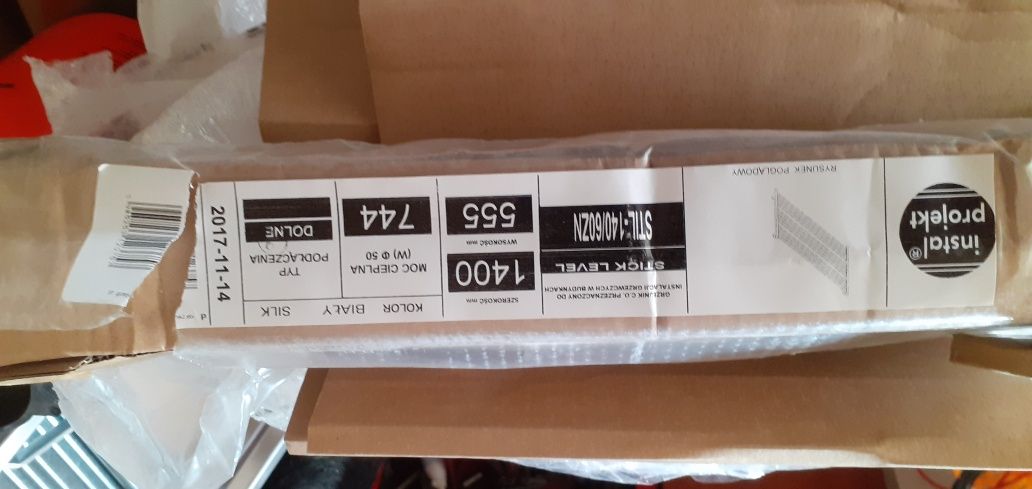 instal
projekt
RYSUNEK POGLĄDOWY
GRZEJNIK C.O. PRZEZNACZONY DO
INSTALACJI GRZEWCZYCH W BUDYNKACH
STICK LEVEL
STIL-140/60ZN
SZEROKOŚĆ mm
1400
WYSOKOŚĆ mm
555
KOLOR BIAŁY SILK
MOC CIEPLNA
(W) Φ 50
744
TYP
PODŁĄCZENIA
DOLNE
2017-11-14
P